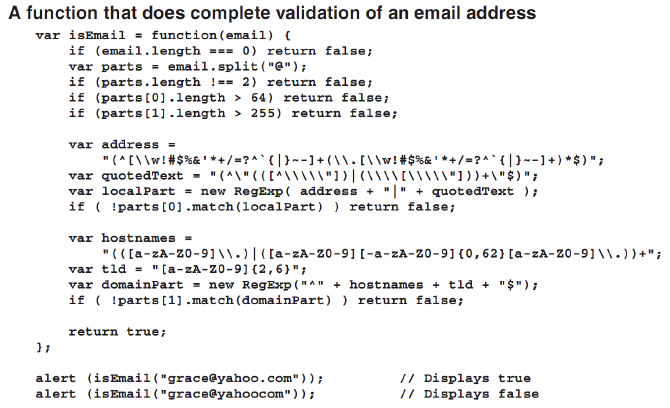 A function that does complete validation of an email address
var isEmail = function(email) {
    if (email.length === 0) return false;
    var parts = email.split("@");
    if (parts.length !== 2) return false;
    if (parts[0].length > 64) return false;
    if (parts[1].length > 255) return false;

    var address =
        "(^[\\w!#$%&'*+/=?^`{|}~-]+(\\.[\\w!#$%&'*+/=?^`{|}~-]+)*$)";
    var quotedText = "(^\"(([^\\\\\"])|(\\\\[\\\\\"]))+\"$)";
    var localPart = new RegExp( address + "|" + quotedText );
    if ( !parts[0].match(localPart) ) return false;

    var hostnames =
        "(([a-zA-Z0-9]\\.)|([a-zA-Z0-9][-a-zA-Z0-9]{0,62}[a-zA-Z0-9]\\.))+";
    var tld = "[a-zA-Z0-9]{2,6}";
    var domainPart = new RegExp("^" + hostnames + tld + "$");
    if ( !parts[1].match(domainPart) ) return false;

    return true;
};

alert (isEmail("grace@yahoo.com"));         // Displays true
alert (isEmail("grace@yahoocom"));          // Displays false